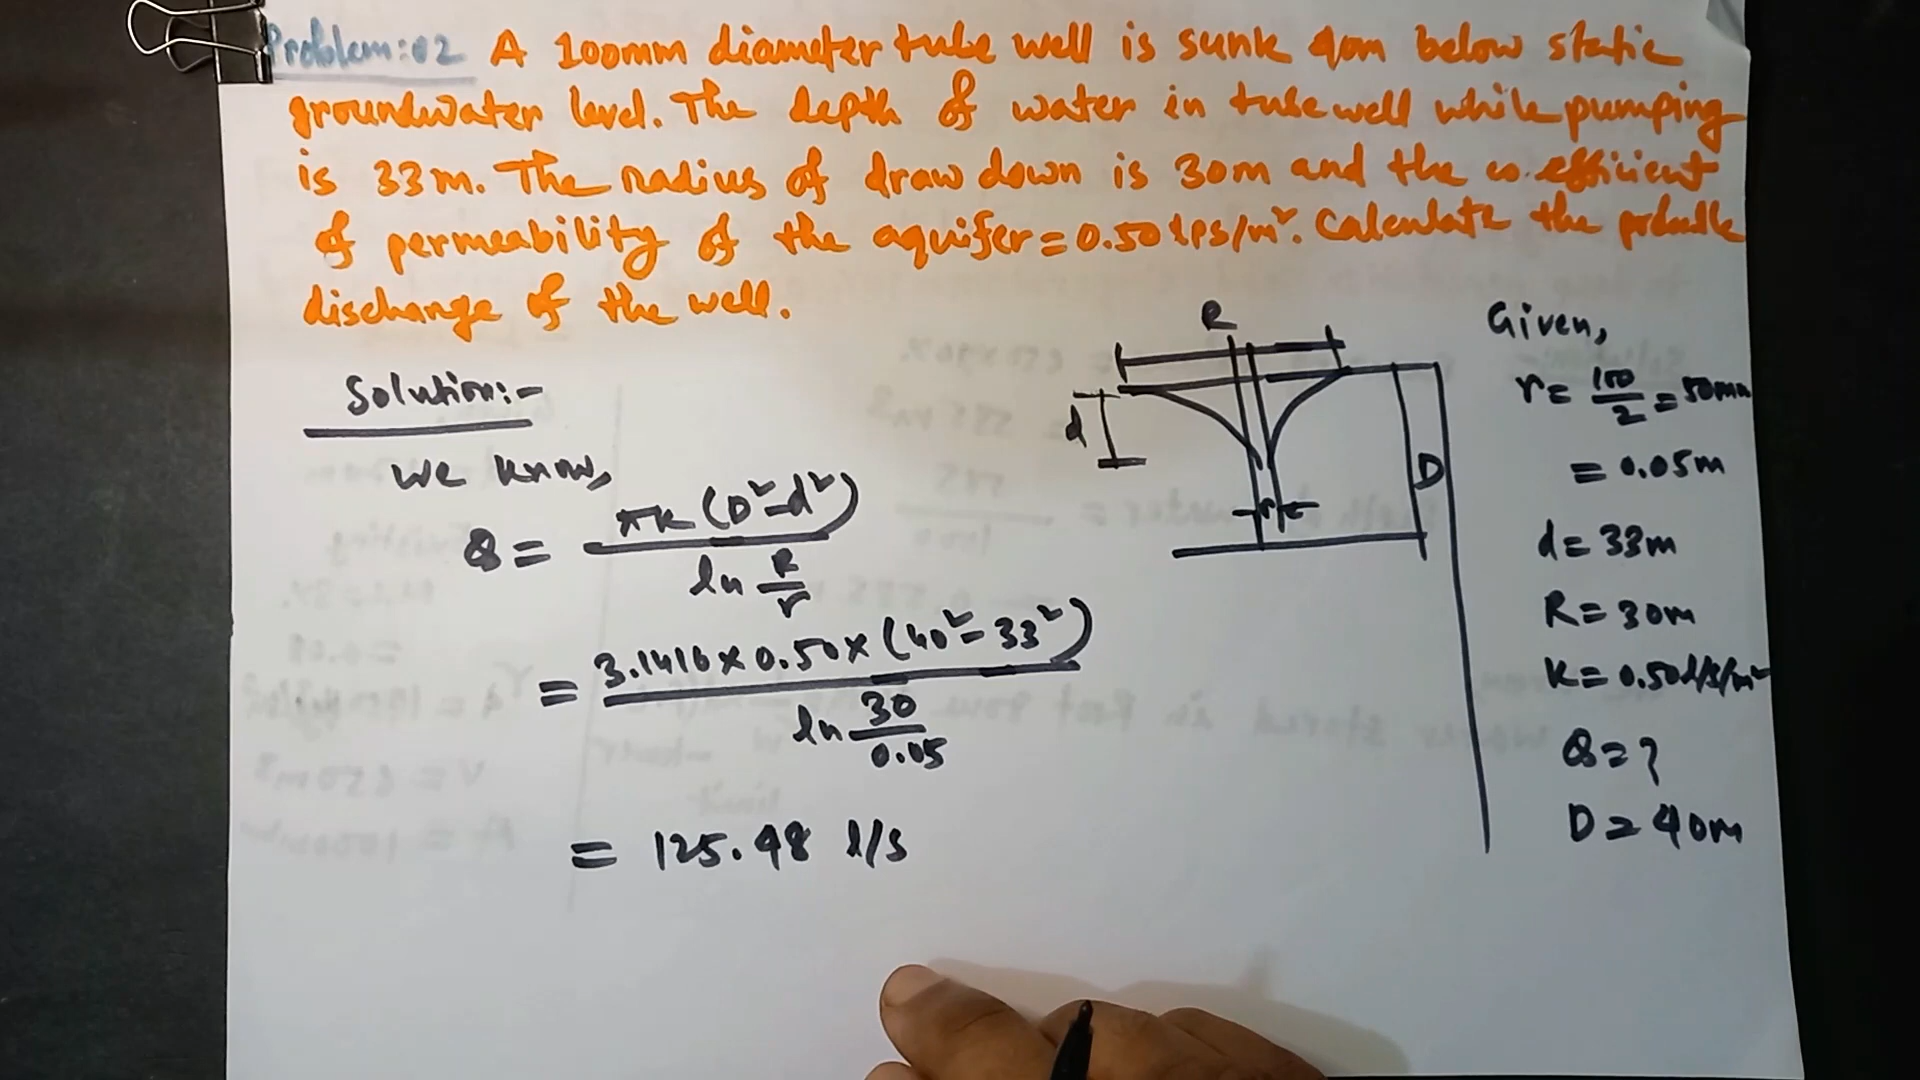 Problem:02 A 100mm diameter tube well is sunk 40m below static
groundwater level. The depth of water in tube well while pumping
is 33m. The radius of draw down is 30m and the co.efficient
of permeability of the aquifer = 0.50 lps/m². Calculate the
discharge of the well.
Solution:-
we know,
Q = πK (D² - d²) / ln R/r
= 3.1416 x 0.50 x (40² - 33²) / ln 30/0.05
= 125.48 l/s
R
d
D
r
Given,
r = 100/2 = 50mm
= 0.05m
d = 33m
R = 30m
K = 0.50 l/s/m²
Q = ?
D = 40m